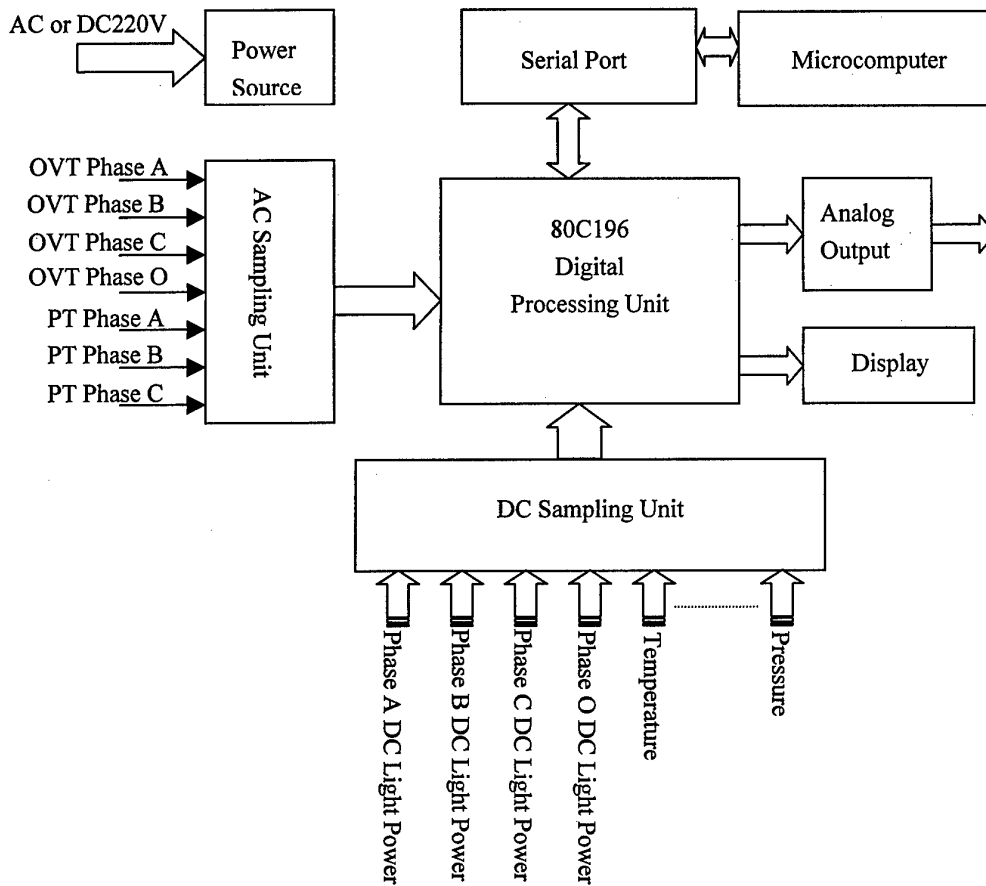 AC or DC220V
Power
Source
Serial Port
Microcomputer
OVT Phase A
OVT Phase B
OVT Phase C
OVT Phase O
PT Phase A
PT Phase B
PT Phase C
AC Sampling Unit
80C196
Digital
Processing Unit
Analog
Output
Display
DC Sampling Unit
Phase A DC Light Power
Phase B DC Light Power
Phase C DC Light Power
Phase O DC Light Power
Temperature
Pressure